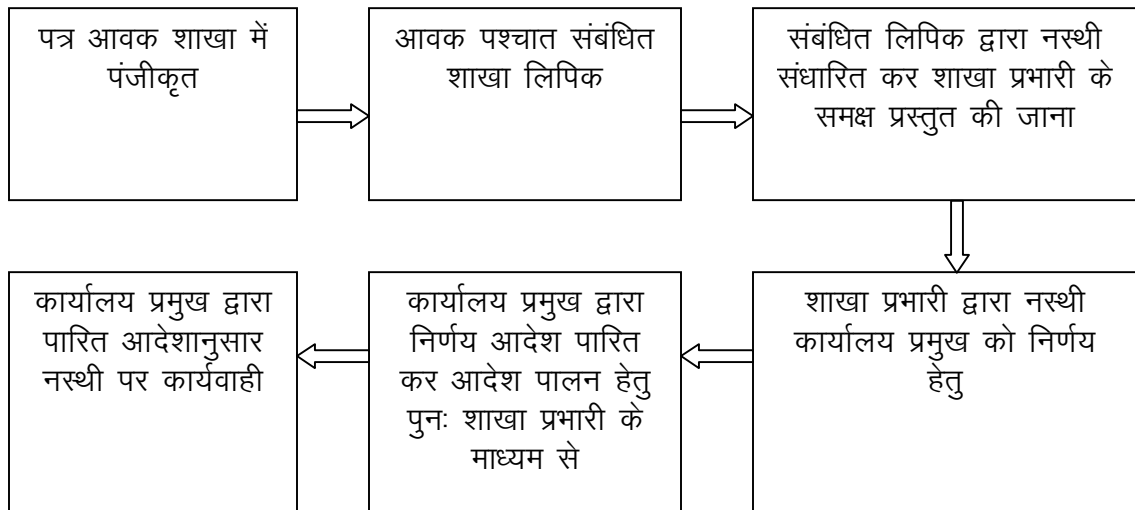 पत्र आवक शाखा में
पंजीकृत
आवक पश्चात संबंधित
शाखा लिपिक
संबंधित लिपिक द्वारा नस्थी
संधारित कर शाखा प्रभारी के
समक्ष प्रस्तुत की जाना
शाखा प्रभारी द्वारा नस्थी
कार्यालय प्रमुख को निर्णय
हेतु
कार्यालय प्रमुख द्वारा
निर्णय आदेश पारित
कर आदेश पालन हेतु
पुनः शाखा प्रभारी के
माध्यम से
कार्यालय प्रमुख द्वारा
पारित आदेशानुसार
नस्थी पर कार्यवाही